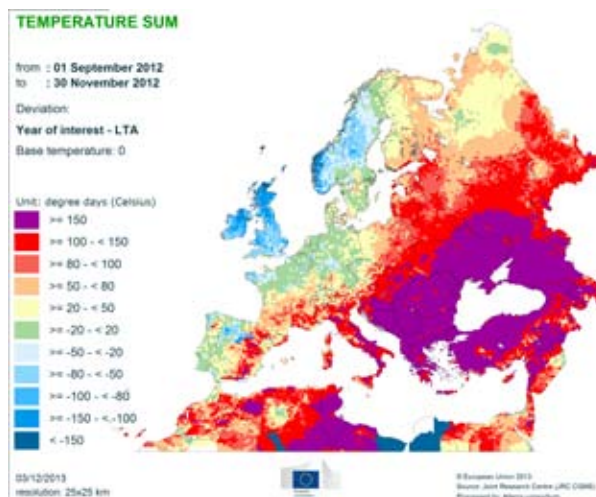 TEMPERATURE SUM
from : 01 September 2012
to : 30 November 2012
Deviation:
Year of interest - LTA
Base temperature: 0
Unit: degree days (Celsius)
>= 150
>= 100 - < 150
>= 80 - < 100
>= 50 - < 80
>= 20 - < 50
>= -20 - < 20
>= -50 - < -20
>= -80 - < -50
>= -100 - < -80
>= -150 - < -100
< -150
03/12/2013
resolution: 25x25 km
© European Union 2013
Source: Joint Research Centre (JRC CGMS)